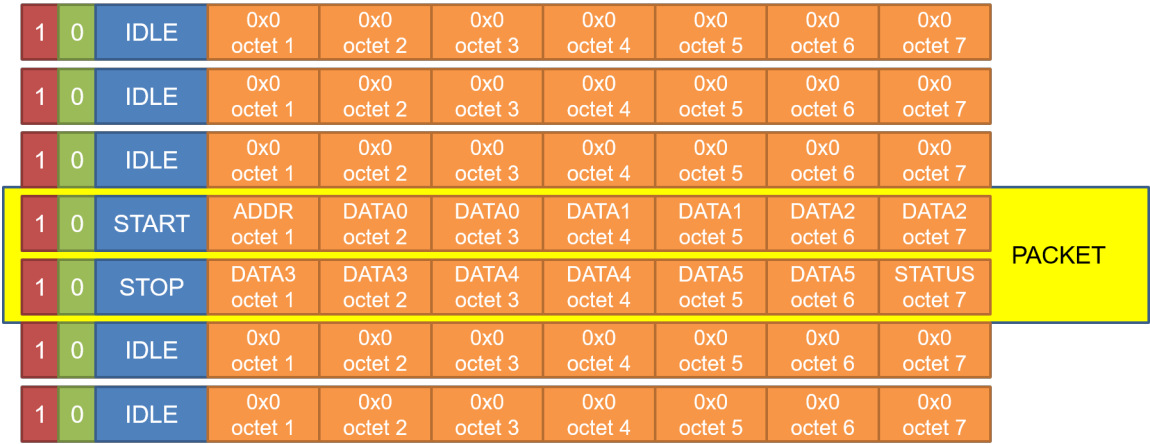 1 0 IDLE 0x0 0x0 0x0 0x0 0x0 0x0 0x0
octet 1 octet 2 octet 3 octet 4 octet 5 octet 6 octet 7
1 0 IDLE 0x0 0x0 0x0 0x0 0x0 0x0 0x0
octet 1 octet 2 octet 3 octet 4 octet 5 octet 6 octet 7
1 0 IDLE 0x0 0x0 0x0 0x0 0x0 0x0 0x0
octet 1 octet 2 octet 3 octet 4 octet 5 octet 6 octet 7
1 0 START ADDR DATA0 DATA0 DATA1 DATA1 DATA2 DATA2
octet 1 octet 2 octet 3 octet 4 octet 5 octet 6 octet 7
PACKET
1 0 STOP DATA3 DATA3 DATA4 DATA4 DATA5 DATA5 STATUS
octet 1 octet 2 octet 3 octet 4 octet 5 octet 6 octet 7
1 0 IDLE 0x0 0x0 0x0 0x0 0x0 0x0 0x0
octet 1 octet 2 octet 3 octet 4 octet 5 octet 6 octet 7
1 0 IDLE 0x0 0x0 0x0 0x0 0x0 0x0 0x0
octet 1 octet 2 octet 3 octet 4 octet 5 octet 6 octet 7